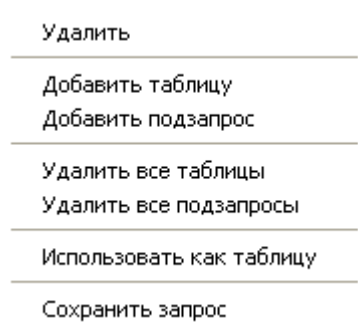 Удалить
Добавить таблицу
Добавить подзапрос
Удалить все таблицы
Удалить все подзапросы
Использовать как таблицу
Сохранить запрос